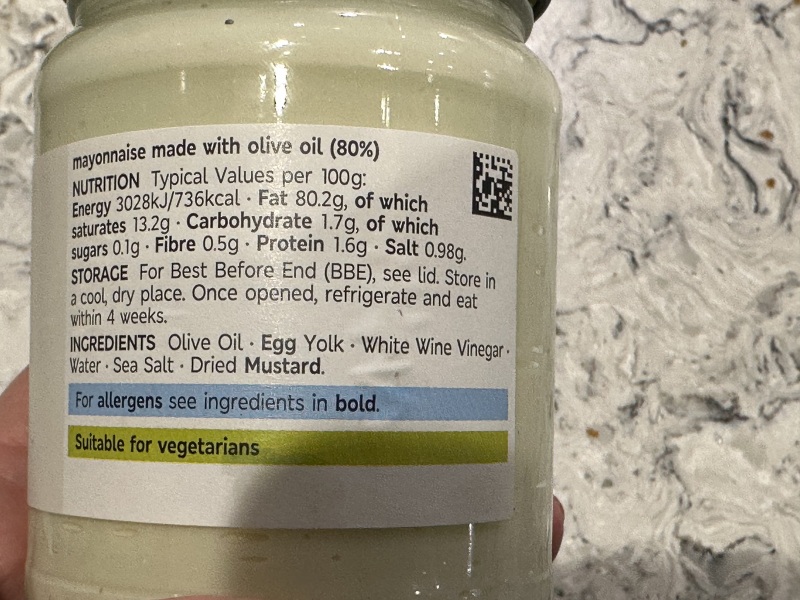 mayonnaise made with olive oil (80%)
NUTRITION Typical Values per 100g:
Energy 3028kJ/736kcal · Fat 80.2g, of which
saturates 13.2g · Carbohydrate 1.7g, of which
sugars 0.1g · Fibre 0.5g · Protein 1.6g · Salt 0.98g.
STORAGE For Best Before End (BBE), see lid. Store in
a cool, dry place. Once opened, refrigerate and eat
within 4 weeks.
INGREDIENTS Olive Oil · Egg Yolk · White Wine Vinegar ·
Water · Sea Salt · Dried Mustard.
For allergens see ingredients in bold.
Suitable for vegetarians